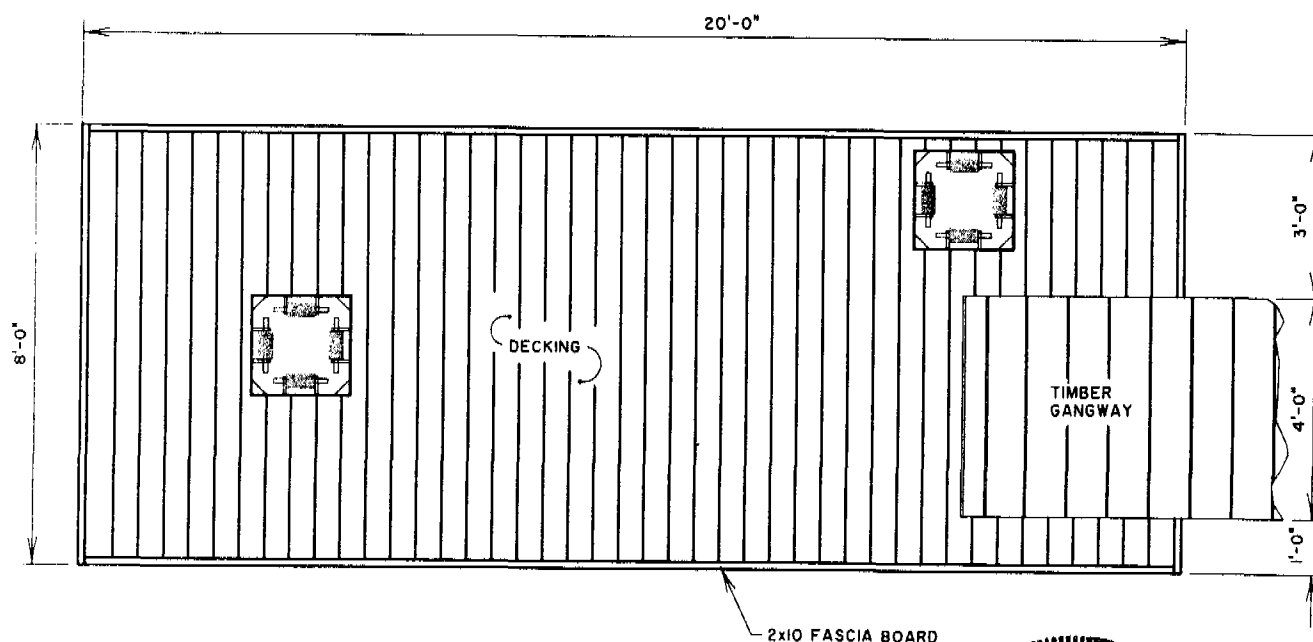 20'-0"
8'-0"
3'-0"
DECKING
TIMBER
GANGWAY
4'-0"
1'-0"
2x10 FASCIA BOARD